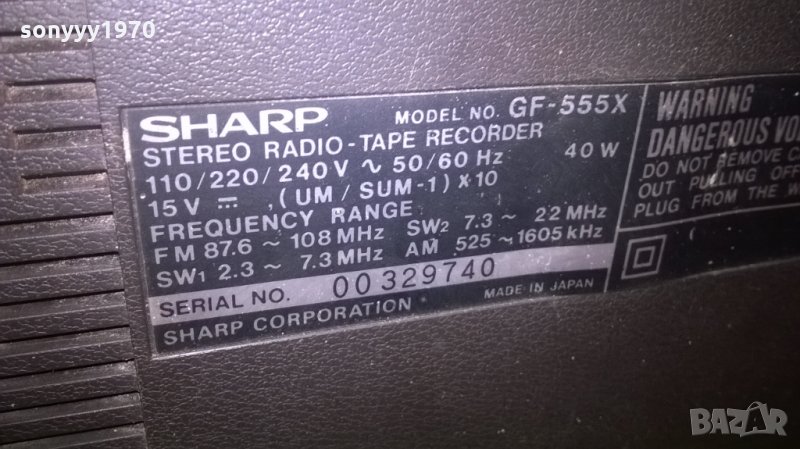 sonyyy1970
SHARP MODEL NO. GF-555X
STEREO RADIO-TAPE RECORDER
110/220/240V ~ 50/60 Hz 40 W
15V ⎓ (UM/SUM-1) X 10
FREQUENCY RANGE
FM 87.6 ~ 108 MHz SW2 7.3 ~ 22 MHz
SW1 2.3 ~ 7.3 MHz AM 525 ~ 1605 kHz
SERIAL NO. 00329740
SHARP CORPORATION MADE IN JAPAN
WARNING
DANGEROUS
DO NOT REMOVE
OUT PULLING OFF
PLUG FROM THE
BAZAR